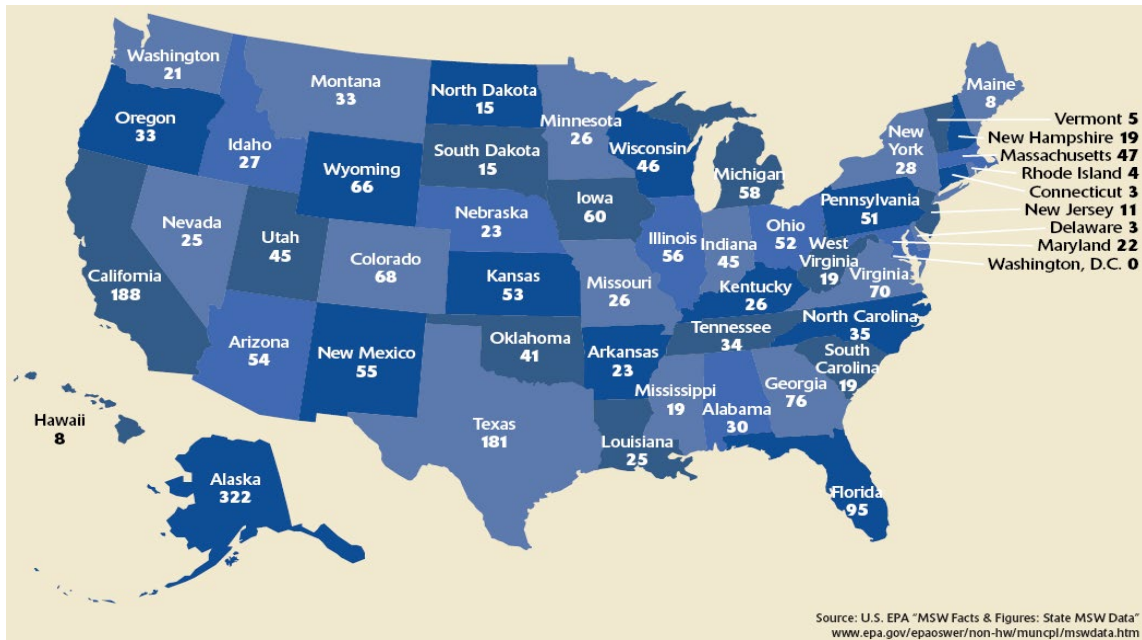 Washington
21
Montana
33
North Dakota
15
Minnesota
26
Maine
8
Vermont 5
New Hampshire 19
Massachusetts 47
Rhode Island 4
Connecticut 3
New Jersey 11
Delaware 3
Maryland 22
Washington, D.C. 0
Oregon
33
Idaho
27
Wyoming
66
South Dakota
15
Wisconsin
46
Michigan
58
New
York
28
Nevada
25
Utah
45
Colorado
68
Nebraska
23
Iowa
60
Illinois
56
Indiana
45
Ohio
52
Pennsylvania
51
West
Virginia
19
Virginia
70
California
188
Kansas
53
Missouri
26
Kentucky
26
North Carolina
35
Tennessee
34
South
Carolina
19
Arizona
54
New Mexico
55
Oklahoma
41
Arkansas
23
Mississippi
19
Alabama
30
Georgia
76
Texas
181
Louisiana
25
Florida
95
Hawaii
8
Alaska
322
Source: U.S. EPA "MSW Facts & Figures: State MSW Data"
www.epa.gov/epaoswer/non-hw/muncpl/mswdata.htm